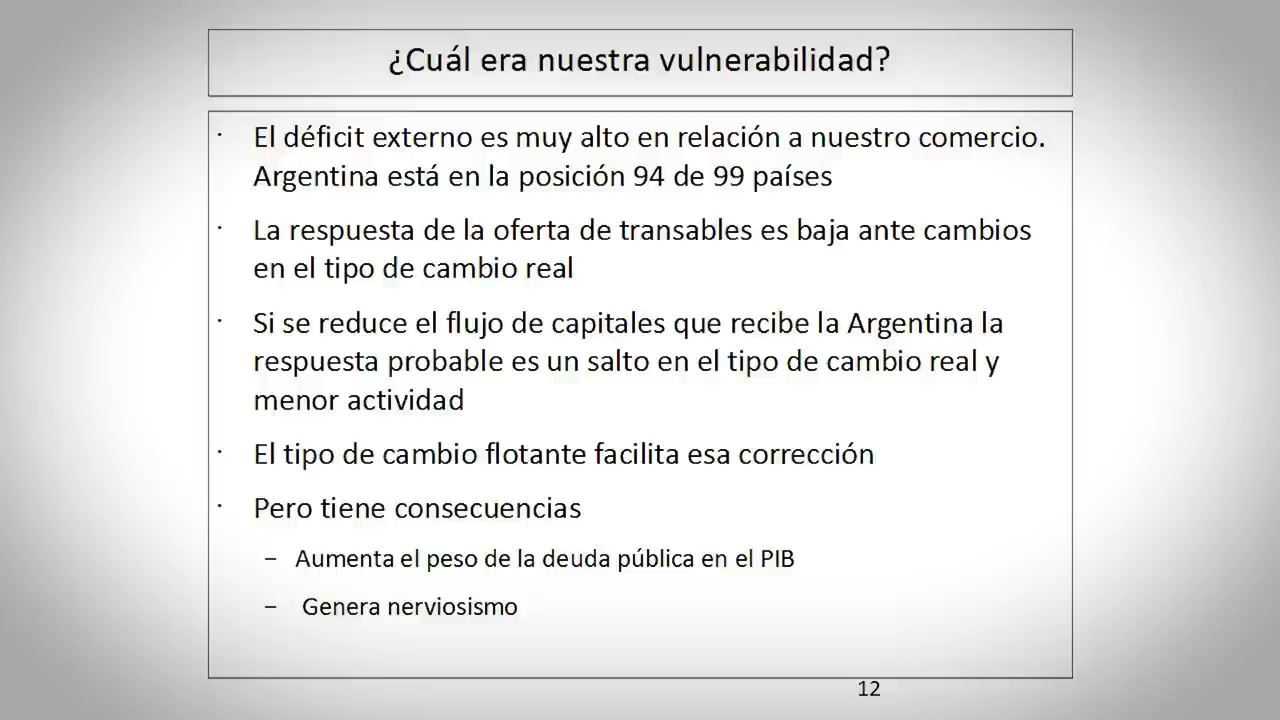 ¿Cuál era nuestra vulnerabilidad?
· El déficit externo es muy alto en relación a nuestro comercio.
Argentina está en la posición 94 de 99 países
· La respuesta de la oferta de transables es baja ante cambios
en el tipo de cambio real
· Si se reduce el flujo de capitales que recibe la Argentina la
respuesta probable es un salto en el tipo de cambio real y
menor actividad
· El tipo de cambio flotante facilita esa corrección
· Pero tiene consecuencias
– Aumenta el peso de la deuda pública en el PIB
– Genera nerviosismo
12